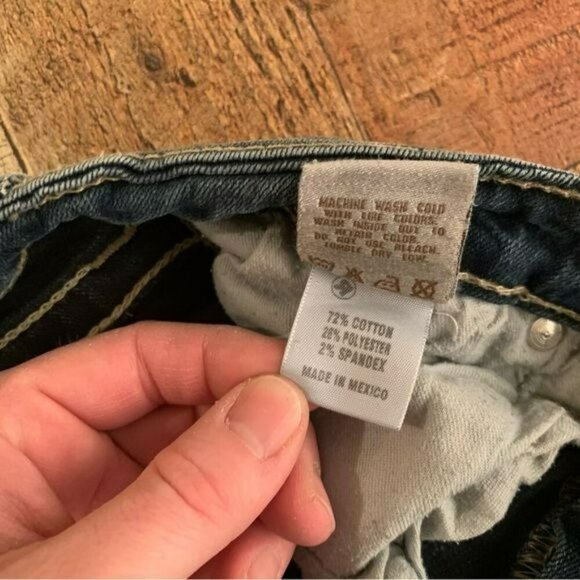 MACHINE WASH COLD
WITH LIKE COLORS.
WASH INSIDE OUT TO
RETAIN COLOR.
DO NOT USE BLEACH.
TUMBLE DRY LOW.
72% COTTON
26% POLYESTER
2% SPANDEX
MADE IN MEXICO